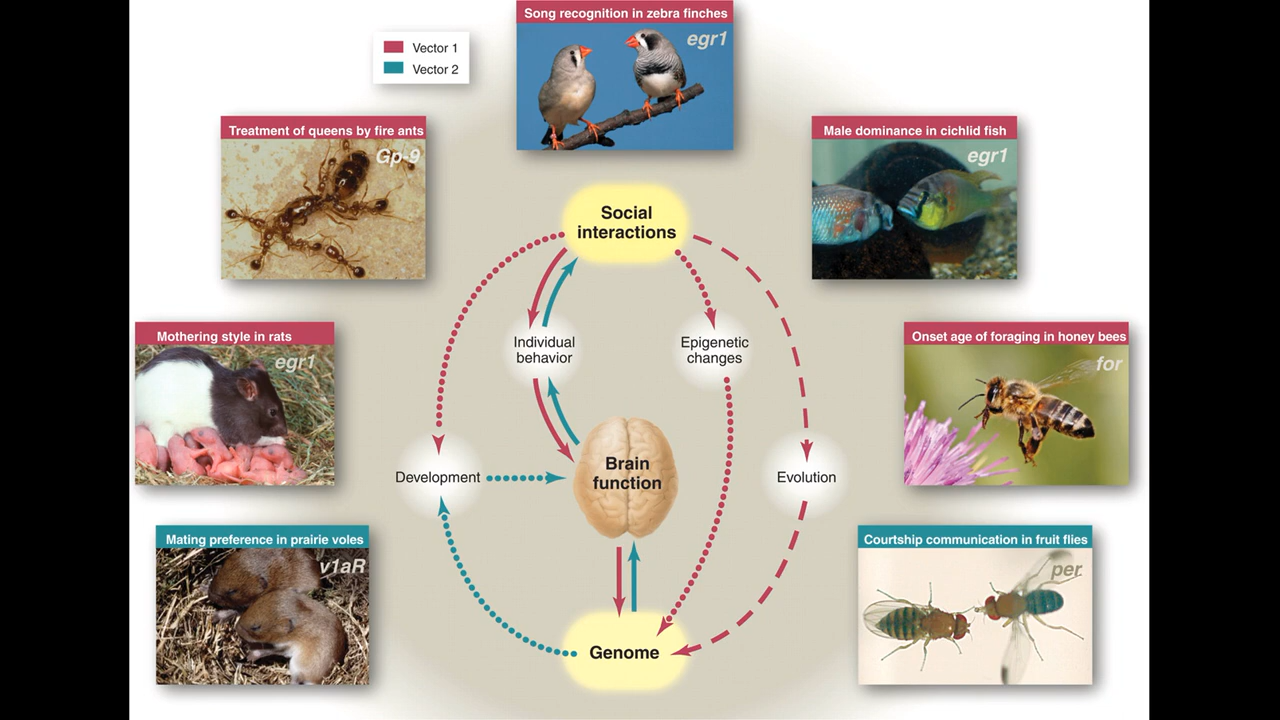 Song recognition in zebra finches
egr1
Vector 1
Vector 2
Treatment of queens by fire ants
Gp-9
Male dominance in cichlid fish
egr1
Social
interactions
Mothering style in rats
egr1
Individual
behavior
Epigenetic
changes
Onset age of foraging in honey bees
for
Development
Brain
function
Evolution
Mating preference in prairie voles
v1aR
Courtship communication in fruit flies
per
Genome